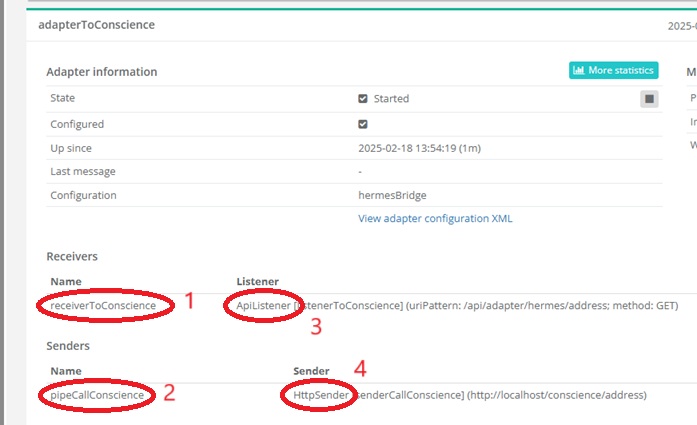 adapterToConscience 2025-0
Adapter information More statistics M
State Started P
Configured In
Up since 2025-02-18 13:54:19 (1m) W
Last message -
Configuration hermesBridge
View adapter configuration XML
Receivers
Name Listener
receiverToConscience 1 ApiListener [listenerToConscience] (uriPattern: /api/adapter/hermes/address; method: GET)
3
Senders
Name Sender 4
pipeCallConscience 2 HttpSender [senderCallConscience] (http://localhost/conscience/address)